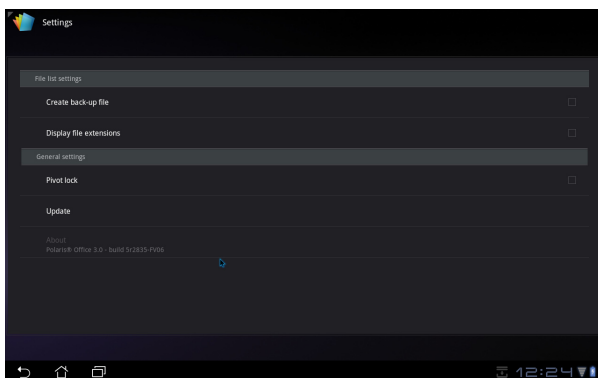 Settings
File list settings
Create back-up file
Display file extensions
General settings
Pivot lock
Update
About
Polaris® Office 3.0 - build 5r2835-FV06
12:24